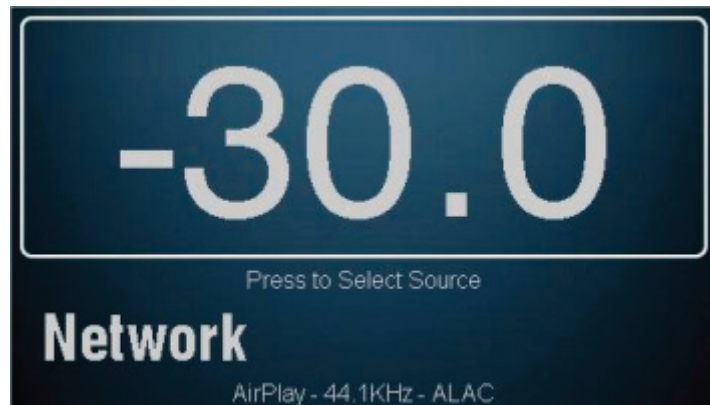 -30.0
Press to Select Source
Network
AirPlay - 44.1KHz - ALAC